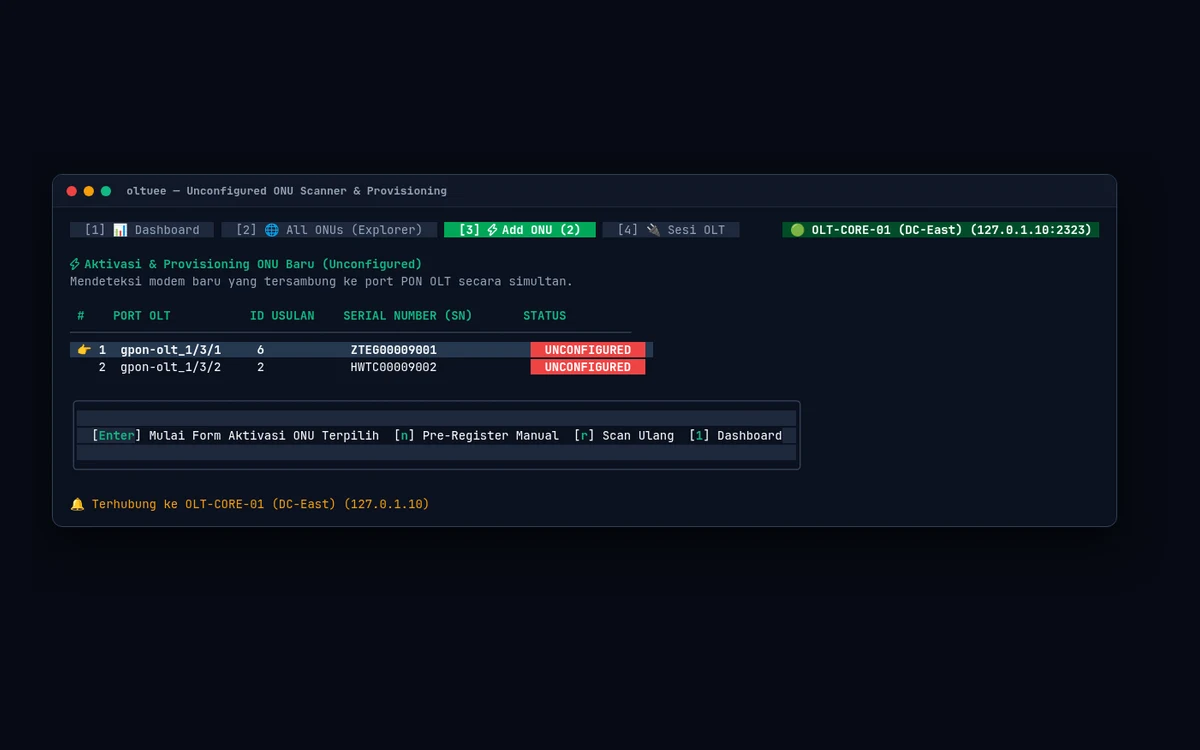 oltuee — Unconfigured ONU Scanner & Provisioning
[1] 📊 Dashboard [2] 🌐 All ONUs (Explorer) [3] ⚡ Add ONU (2) [4] 🔌 Sesi OLT 🟢 OLT-CORE-01 (DC-East) (127.0.1.10:2323)
⚡ Aktivasi & Provisioning ONU Baru (Unconfigured)
Mendeteksi modem baru yang tersambung ke port PON OLT secara simultan.
# PORT OLT ID USULAN SERIAL NUMBER (SN) STATUS
👉 1 gpon-olt_1/3/1 6 ZTEG00009001 UNCONFIGURED
2 gpon-olt_1/3/2 2 HWTC00009002 UNCONFIGURED
[Enter] Mulai Form Aktivasi ONU Terpilih [n] Pre-Register Manual [r] Scan Ulang [1] Dashboard
🔔 Terhubung ke OLT-CORE-01 (DC-East) (127.0.1.10)